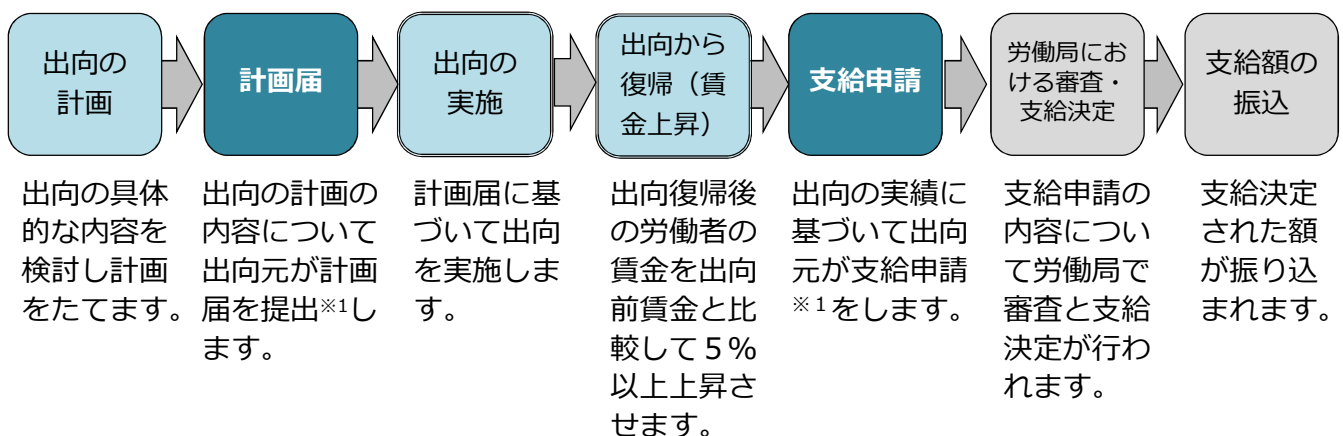 出向の
計画
計画届
出向の
実施
出向から
復帰（賃
金上昇）
支給申請
労働局にお
ける審査・
支給決定
支給額の
振込
出向の具体
的な内容を
検討し計画
をたてます。
出向の計画の
内容について
出向元が計画
届を提出※1し
ます。
計画届に基
づいて出向
を実施しま
す。
出向復帰後
の労働者の
賃金を出向
前賃金と比
較して５%
以上上昇さ
せます。
出向の実績に
基づいて出向
元が支給申請
※１をします。
支給申請の
内容につい
て労働局で
審査と支給
決定が行わ
れます。
支給決定
された額
が振り込
まれます。